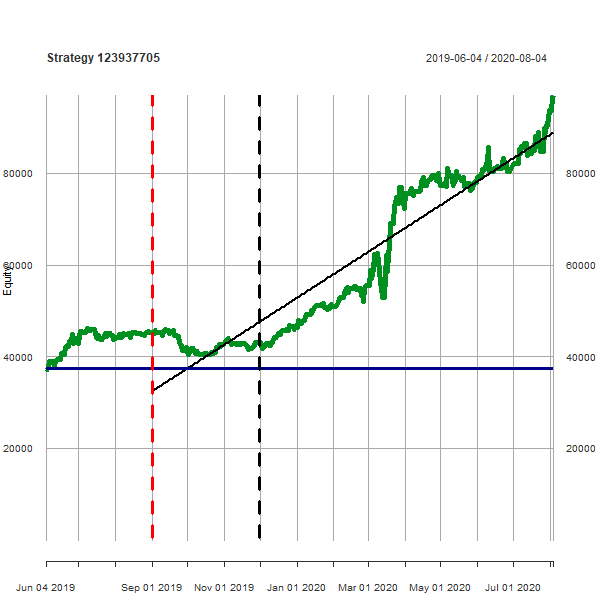 Strategy 123937705
2019-06-04 / 2020-08-04
80000
80000
60000
60000
Equity
40000
40000
20000
20000
Jun 04 2019
Sep 01 2019
Nov 01 2019
Jan 01 2020
Mar 01 2020
May 01 2020
Jul 01 2020